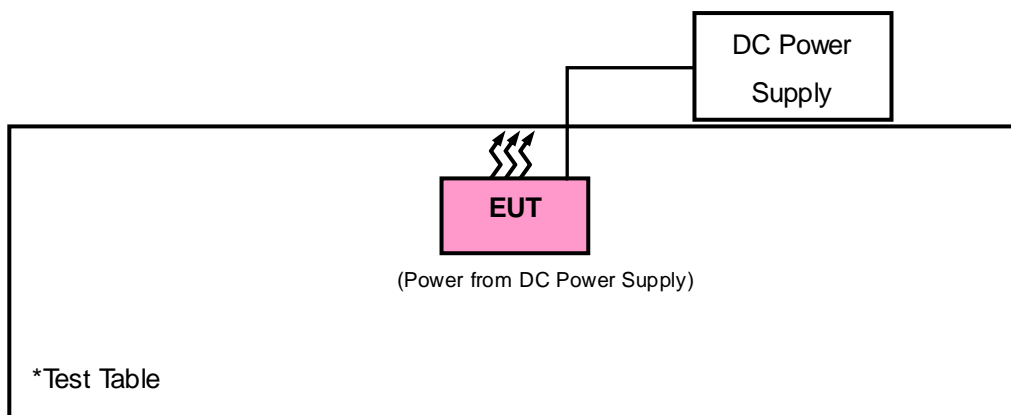 DC Power
Supply
EUT
(Power from DC Power Supply)
*Test Table